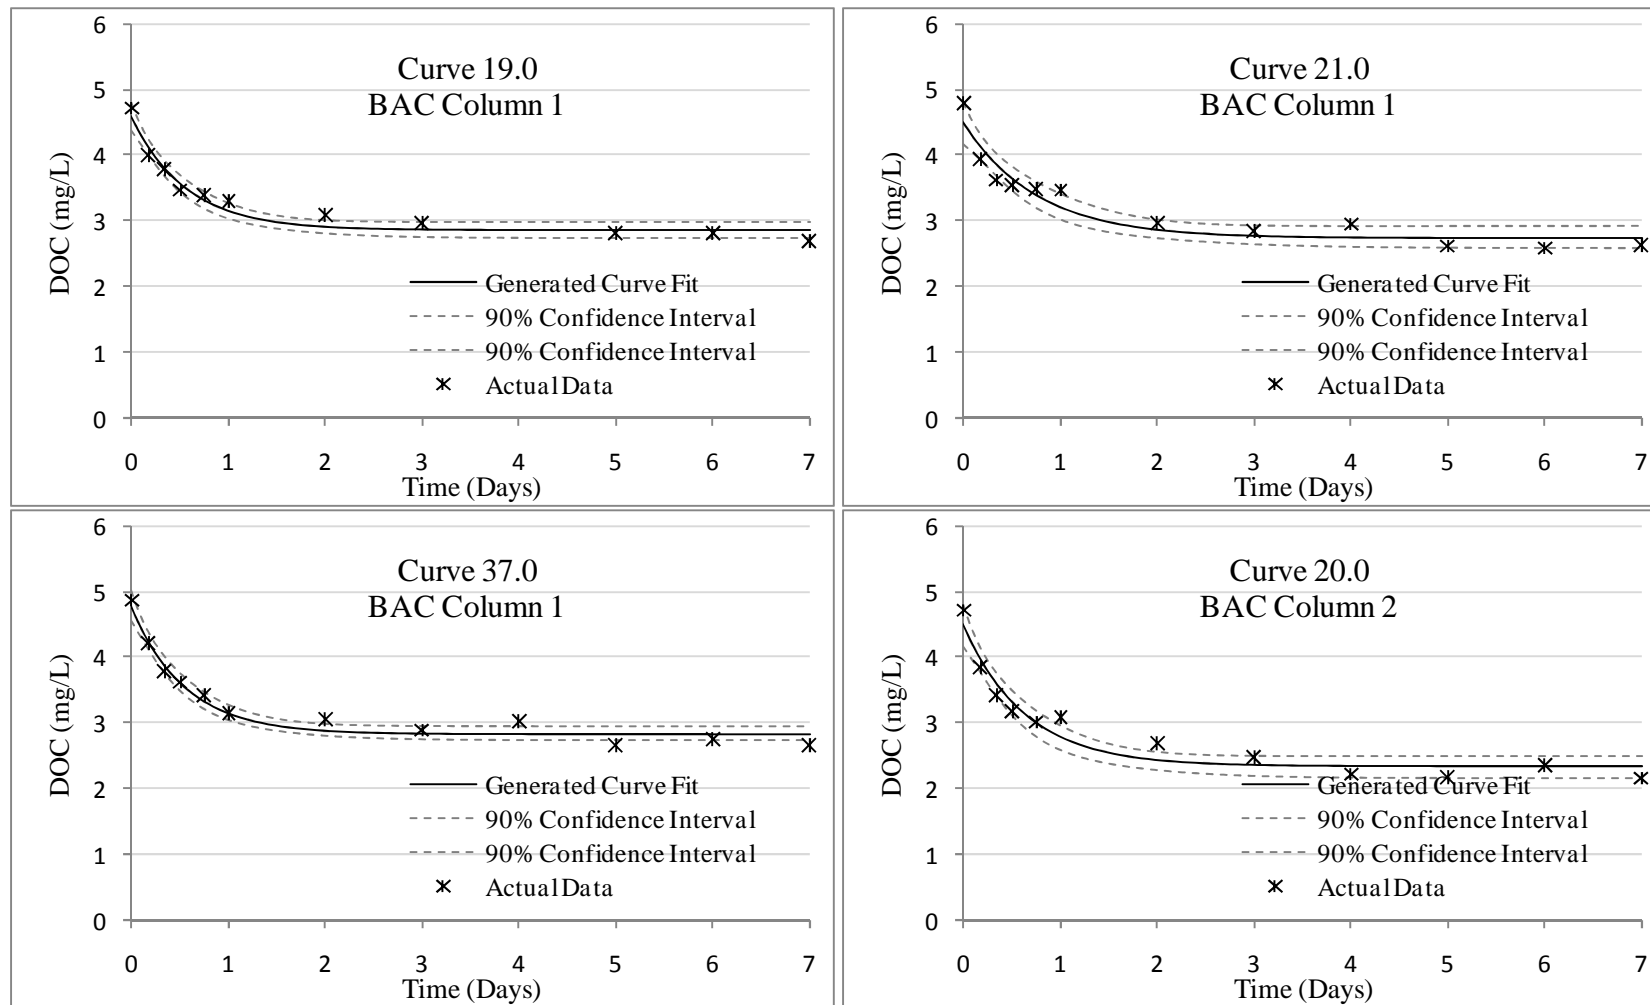 Curve 19.0
BAC Column 1
DOC (mg/L)
6
5
4
3
2
1
0
Generated Curve Fit
90% Confidence Interval
90% Confidence Interval
Actual Data
0 1 2 3 4 5 6 7
Time (Days)
Curve 21.0
BAC Column 1
DOC (mg/L)
6
5
4
3
2
1
0
Generated Curve Fit
90% Confidence Interval
90% Confidence Interval
Actual Data
0 1 2 3 4 5 6 7
Time (Days)
Curve 37.0
BAC Column 1
DOC (mg/L)
6
5
4
3
2
1
0
Generated Curve Fit
90% Confidence Interval
90% Confidence Interval
Actual Data
0 1 2 3 4 5 6 7
Time (Days)
Curve 20.0
BAC Column 2
DOC (mg/L)
6
5
4
3
2
1
0
Generated Curve Fit
90% Confidence Interval
90% Confidence Interval
Actual Data
0 1 2 3 4 5 6 7
Time (Days)